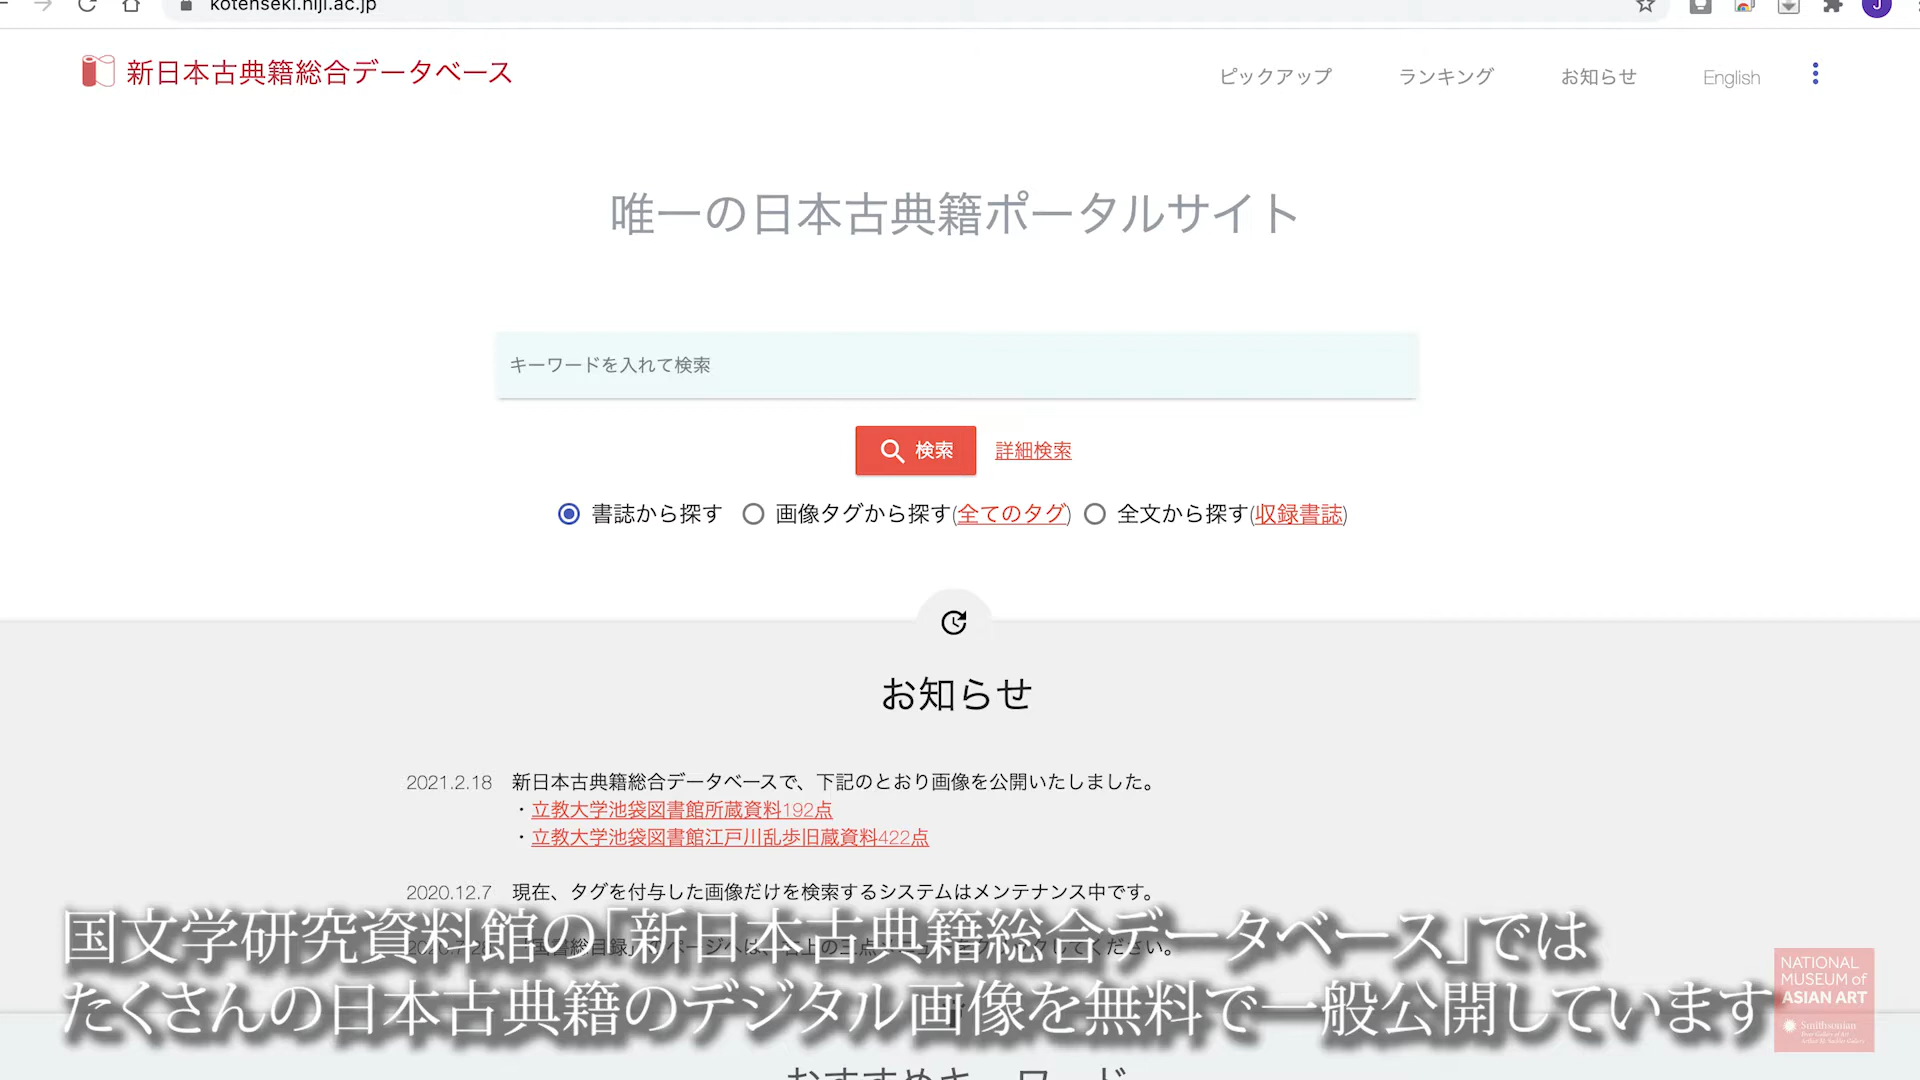 kotenseki.nijl.ac.jp
新日本古典籍総合データベース
ピックアップ
ランキング
お知らせ
English
J
唯一の日本古典籍ポータルサイト
キーワードを入れて検索
検索
詳細検索
書誌から探す
画像タグから探す(全てのタグ)
全文から探す(収録書誌)
お知らせ
2021.2.18 新日本古典籍総合データベースで、下記のとおり画像を公開いたしました。
・立教大学池袋図書館所蔵資料192点
・立教大学池袋図書館江戸川乱歩旧蔵資料422点
2020.12.7 現在、タグを付与した画像だけを検索するシステムはメンテナンス中です。
国文学研究資料館の「新日本古典籍総合データベース」では
たくさんの日本古典籍のデジタル画像を無料で一般公開しています
NATIONAL
MUSEUM of
ASIAN ART
Smithsonian
おすすめキーワード